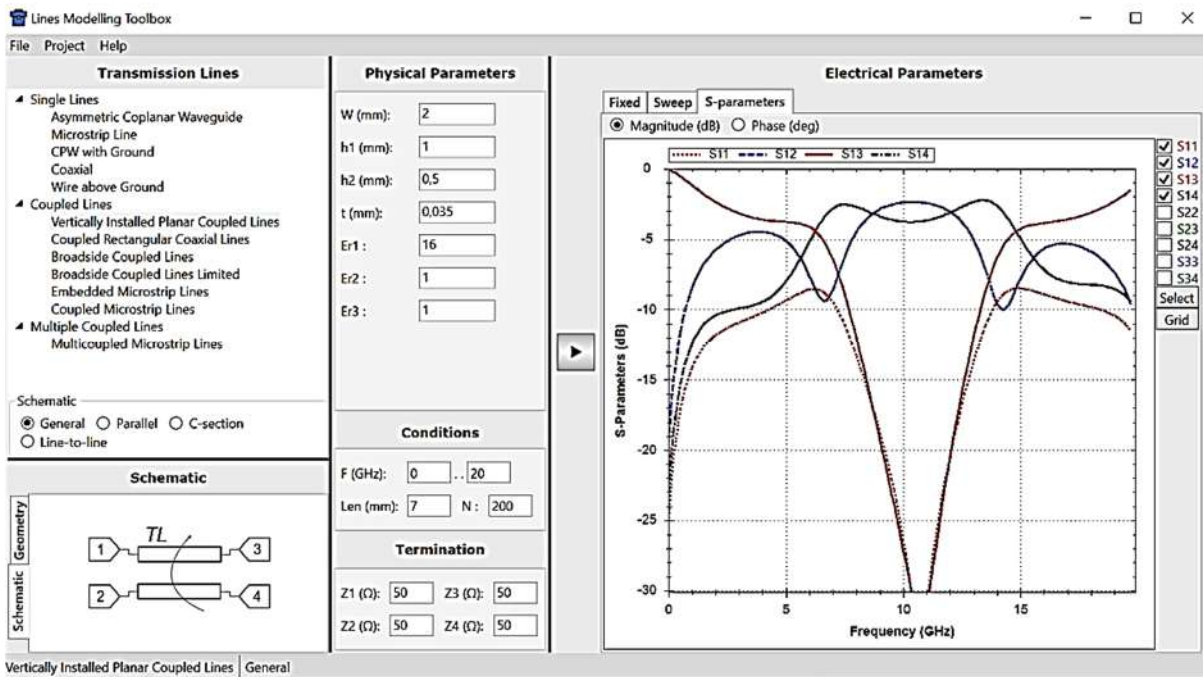 Lines Modelling Toolbox
File Project Help
Transmission Lines
Single Lines
Asymmetric Coplanar Waveguide
Microstrip Line
CPW with Ground
Coaxial
Wire above Ground
Coupled Lines
Vertically Installed Planar Coupled Lines
Coupled Rectangular Coaxial Lines
Broadside Coupled Lines
Broadside Coupled Lines Limited
Embedded Microstrip Lines
Coupled Microstrip Lines
Multiple Coupled Lines
Multicoupled Microstrip Lines
Schematic
General Parallel C-section
Line-to-line
Schematic
Geometry
Schematic
TL
1 3
2 4
Physical Parameters
W (mm): 2
h1 (mm): 1
h2 (mm): 0,5
t (mm): 0,035
Er1 : 16
Er2 : 1
Er3 : 1
Conditions
F (GHz): 0 .. 20
Len (mm): 7 N : 200
Termination
Z1 (Ω): 50 Z3 (Ω): 50
Z2 (Ω): 50 Z4 (Ω): 50
Electrical Parameters
Fixed Sweep S-parameters
Magnitude (dB) Phase (deg)
S11 S12 S13 S14
S-Parameters (dB)
0
-5
-10
-15
-20
-25
-30
0 5 10 15
Frequency (GHz)
S11
S12
S13
S14
S22
S23
S24
S33
S34
Select
Grid
Vertically Installed Planar Coupled Lines General